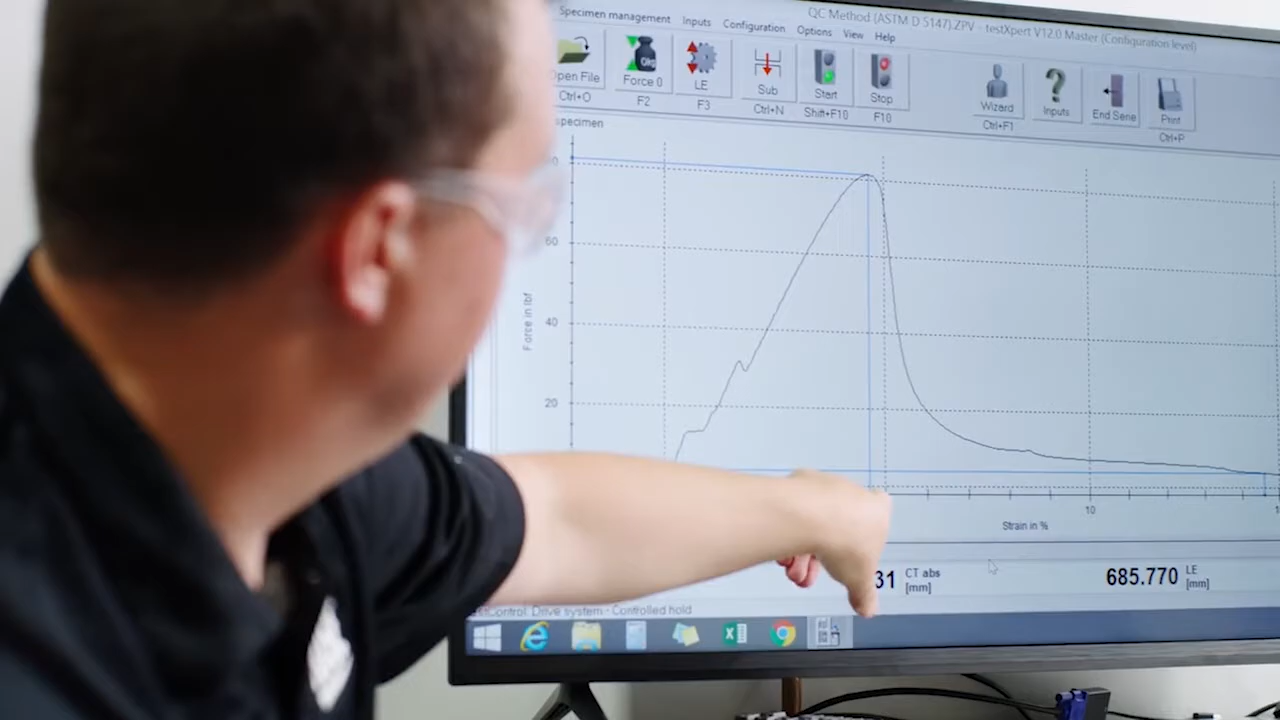 QC Method (ASTM D 5147).ZPV - testXpert V12.0 Master (Configuration level)
Specimen management Inputs Configuration Options View Help
Open File Force 0 LE Sub Start Stop Wizard Inputs End Serie Print
Ctrl+O F2 F3 Ctrl+N Shift+F10 F10 Ctrl+F1 Ctrl+P
specimen
60
40
20
Force in lbf
10
Strain in %
31 CT abs [mm] 685.770 LE [mm]
Drive system - Controlled hold